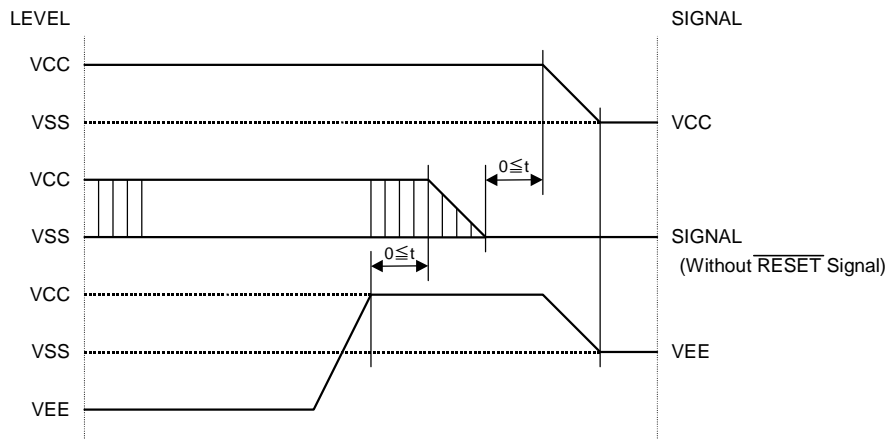 LEVEL
SIGNAL
VCC
VSS
VCC
VCC
0≦t
VSS
SIGNAL
(Without RESET Signal)
0≦t
VCC
VSS
VEE
VEE